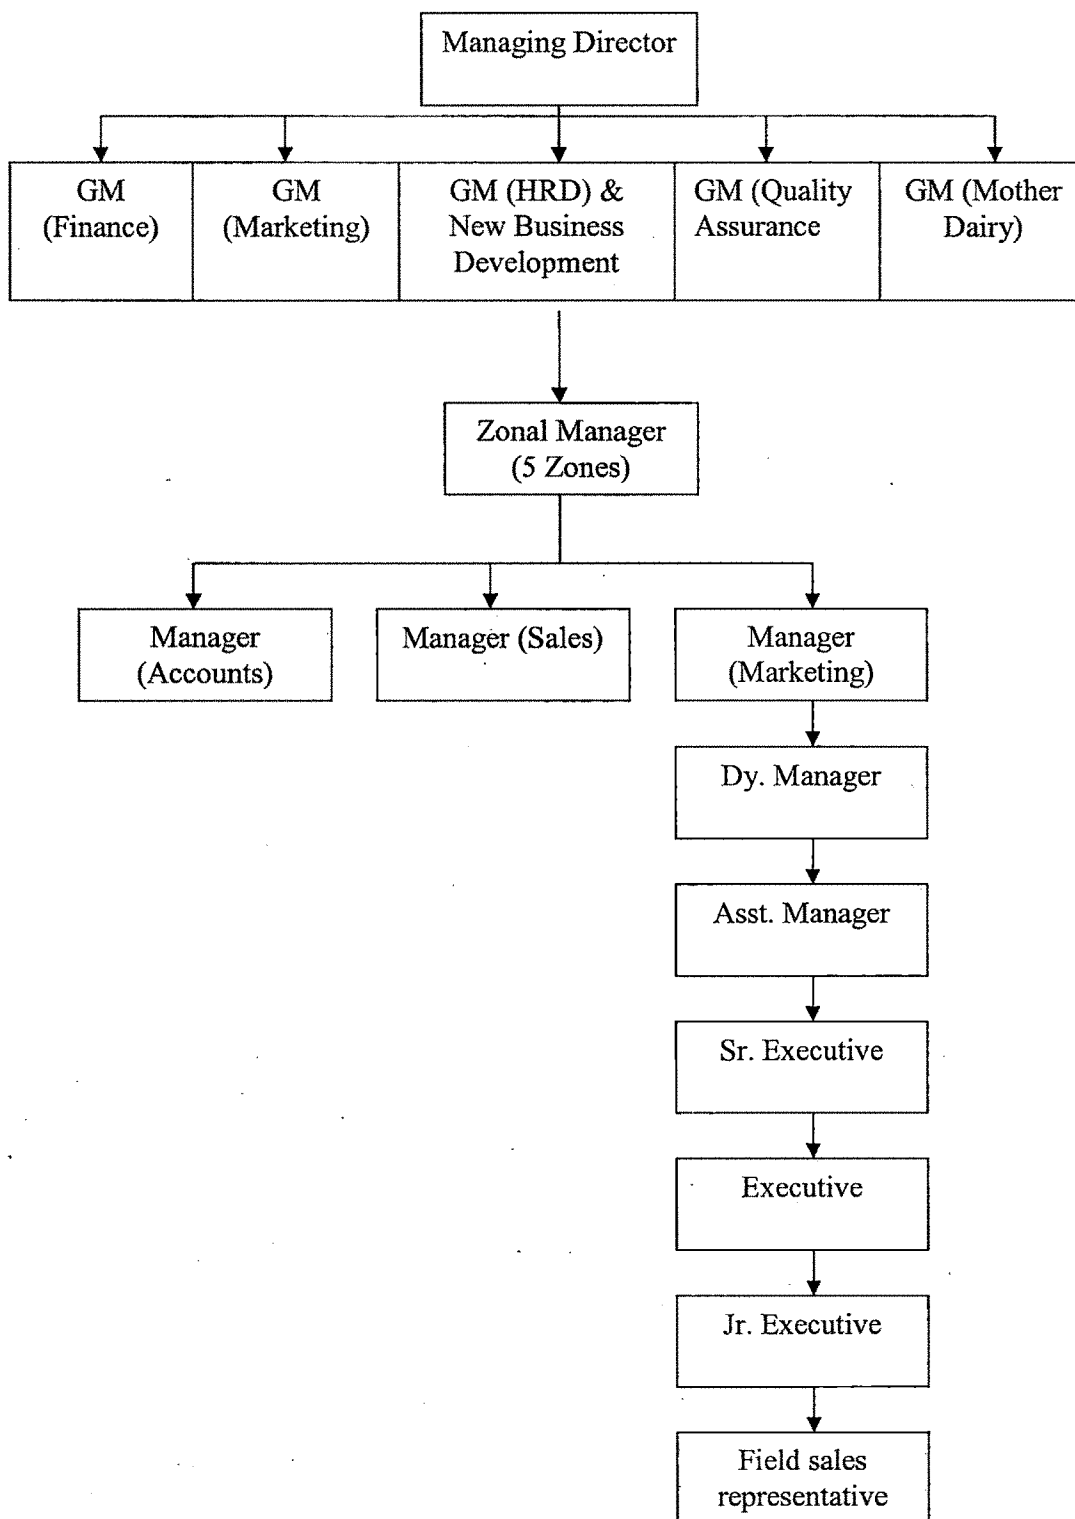 Managing Director
GM
(Finance)
GM
(Marketing)
GM (HRD) &
New Business
Development
GM (Quality
Assurance
GM (Mother
Dairy)
Zonal Manager
(5 Zones)
Manager
(Accounts)
Manager (Sales)
Manager
(Marketing)
Dy. Manager
Asst. Manager
Sr. Executive
Executive
Jr. Executive
Field sales
representative